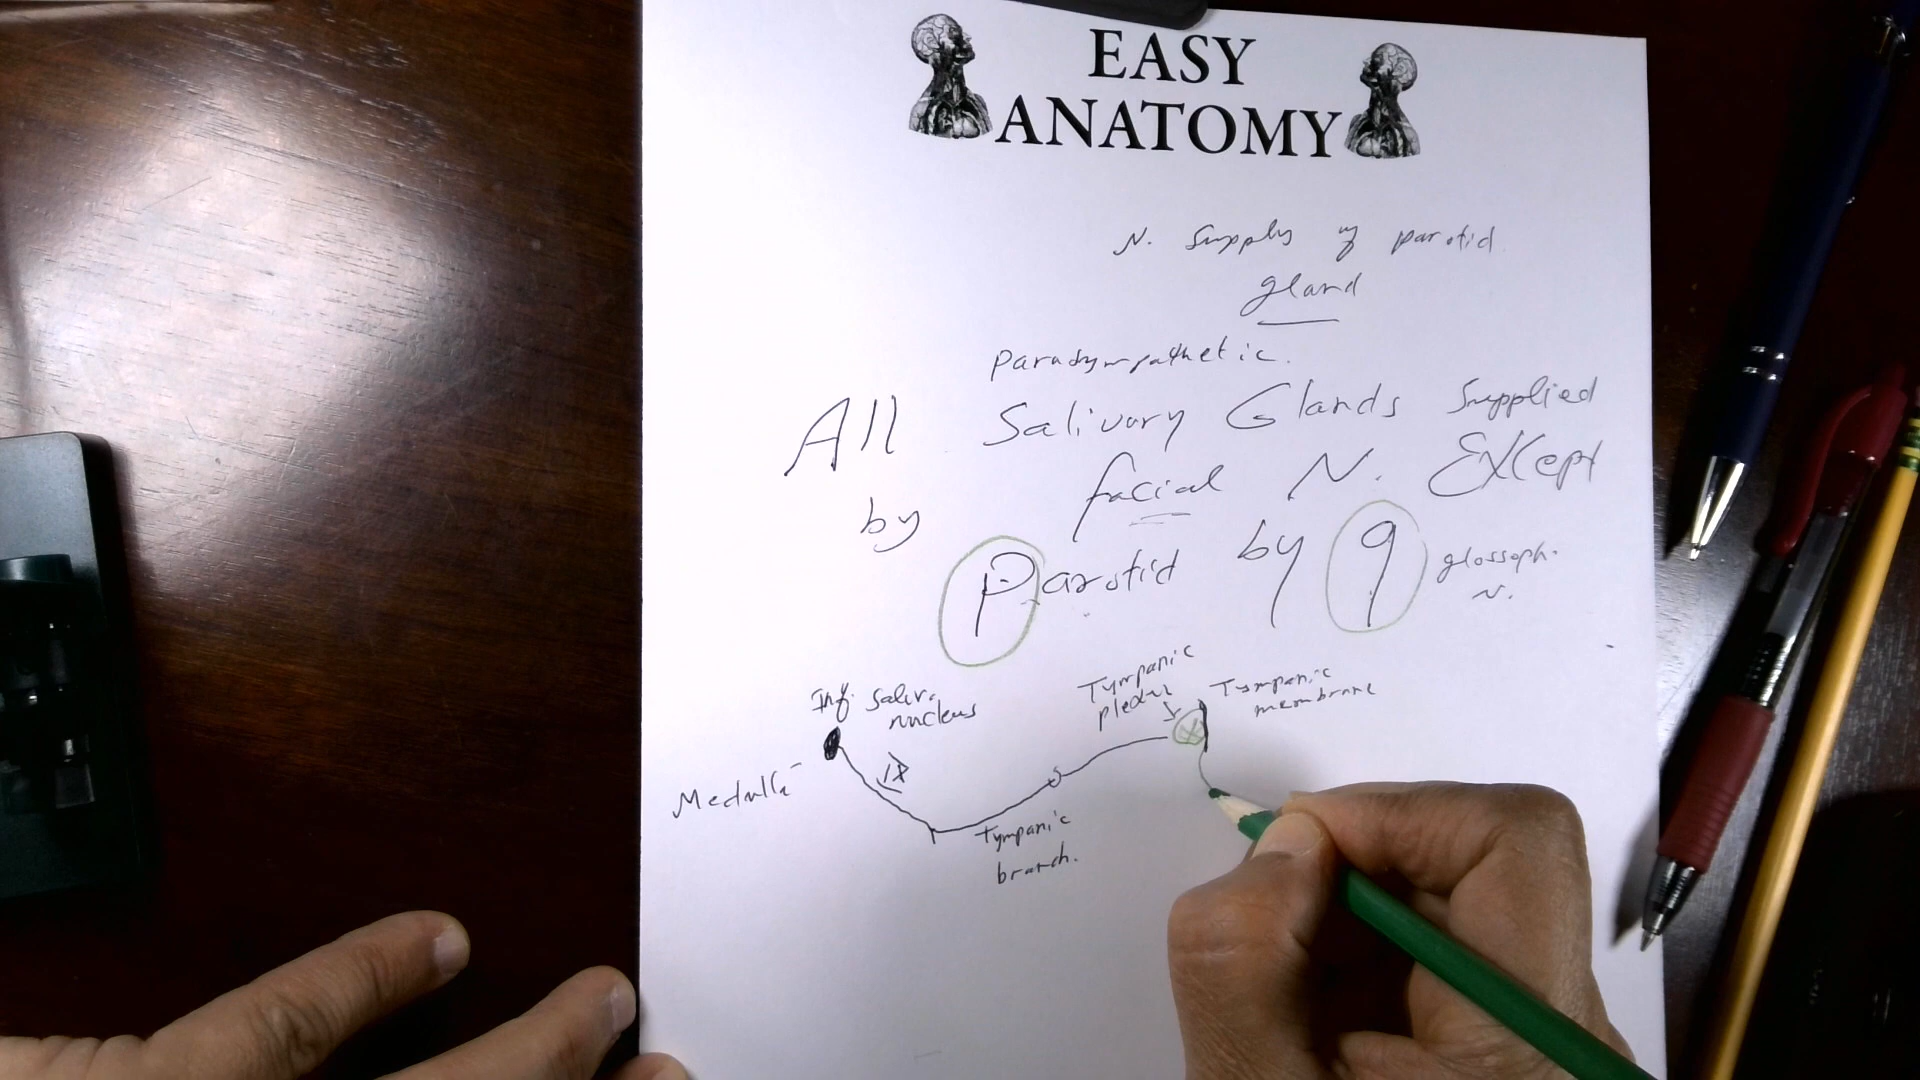 EASY
ANATOMY
N. Supply of parotid
gland
Parasympathetic.
All Salivary Glands Supplied
by facial N. EXCept
Parotid by 9 glossoph.
N.
Inf. Saliv.
nucleus
Tympanic
plexus
Tympanic
membrane
IX
Medulla
Tympanic
branch.